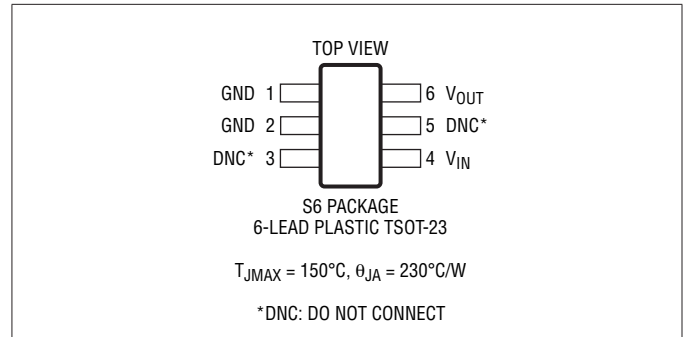 TOP VIEW
GND 1
GND 2
DNC* 3
6 VOUT
5 DNC*
4 VIN
S6 PACKAGE
6-LEAD PLASTIC TSOT-23
TJMAX = 150°C, θJA = 230°C/W
*DNC: DO NOT CONNECT